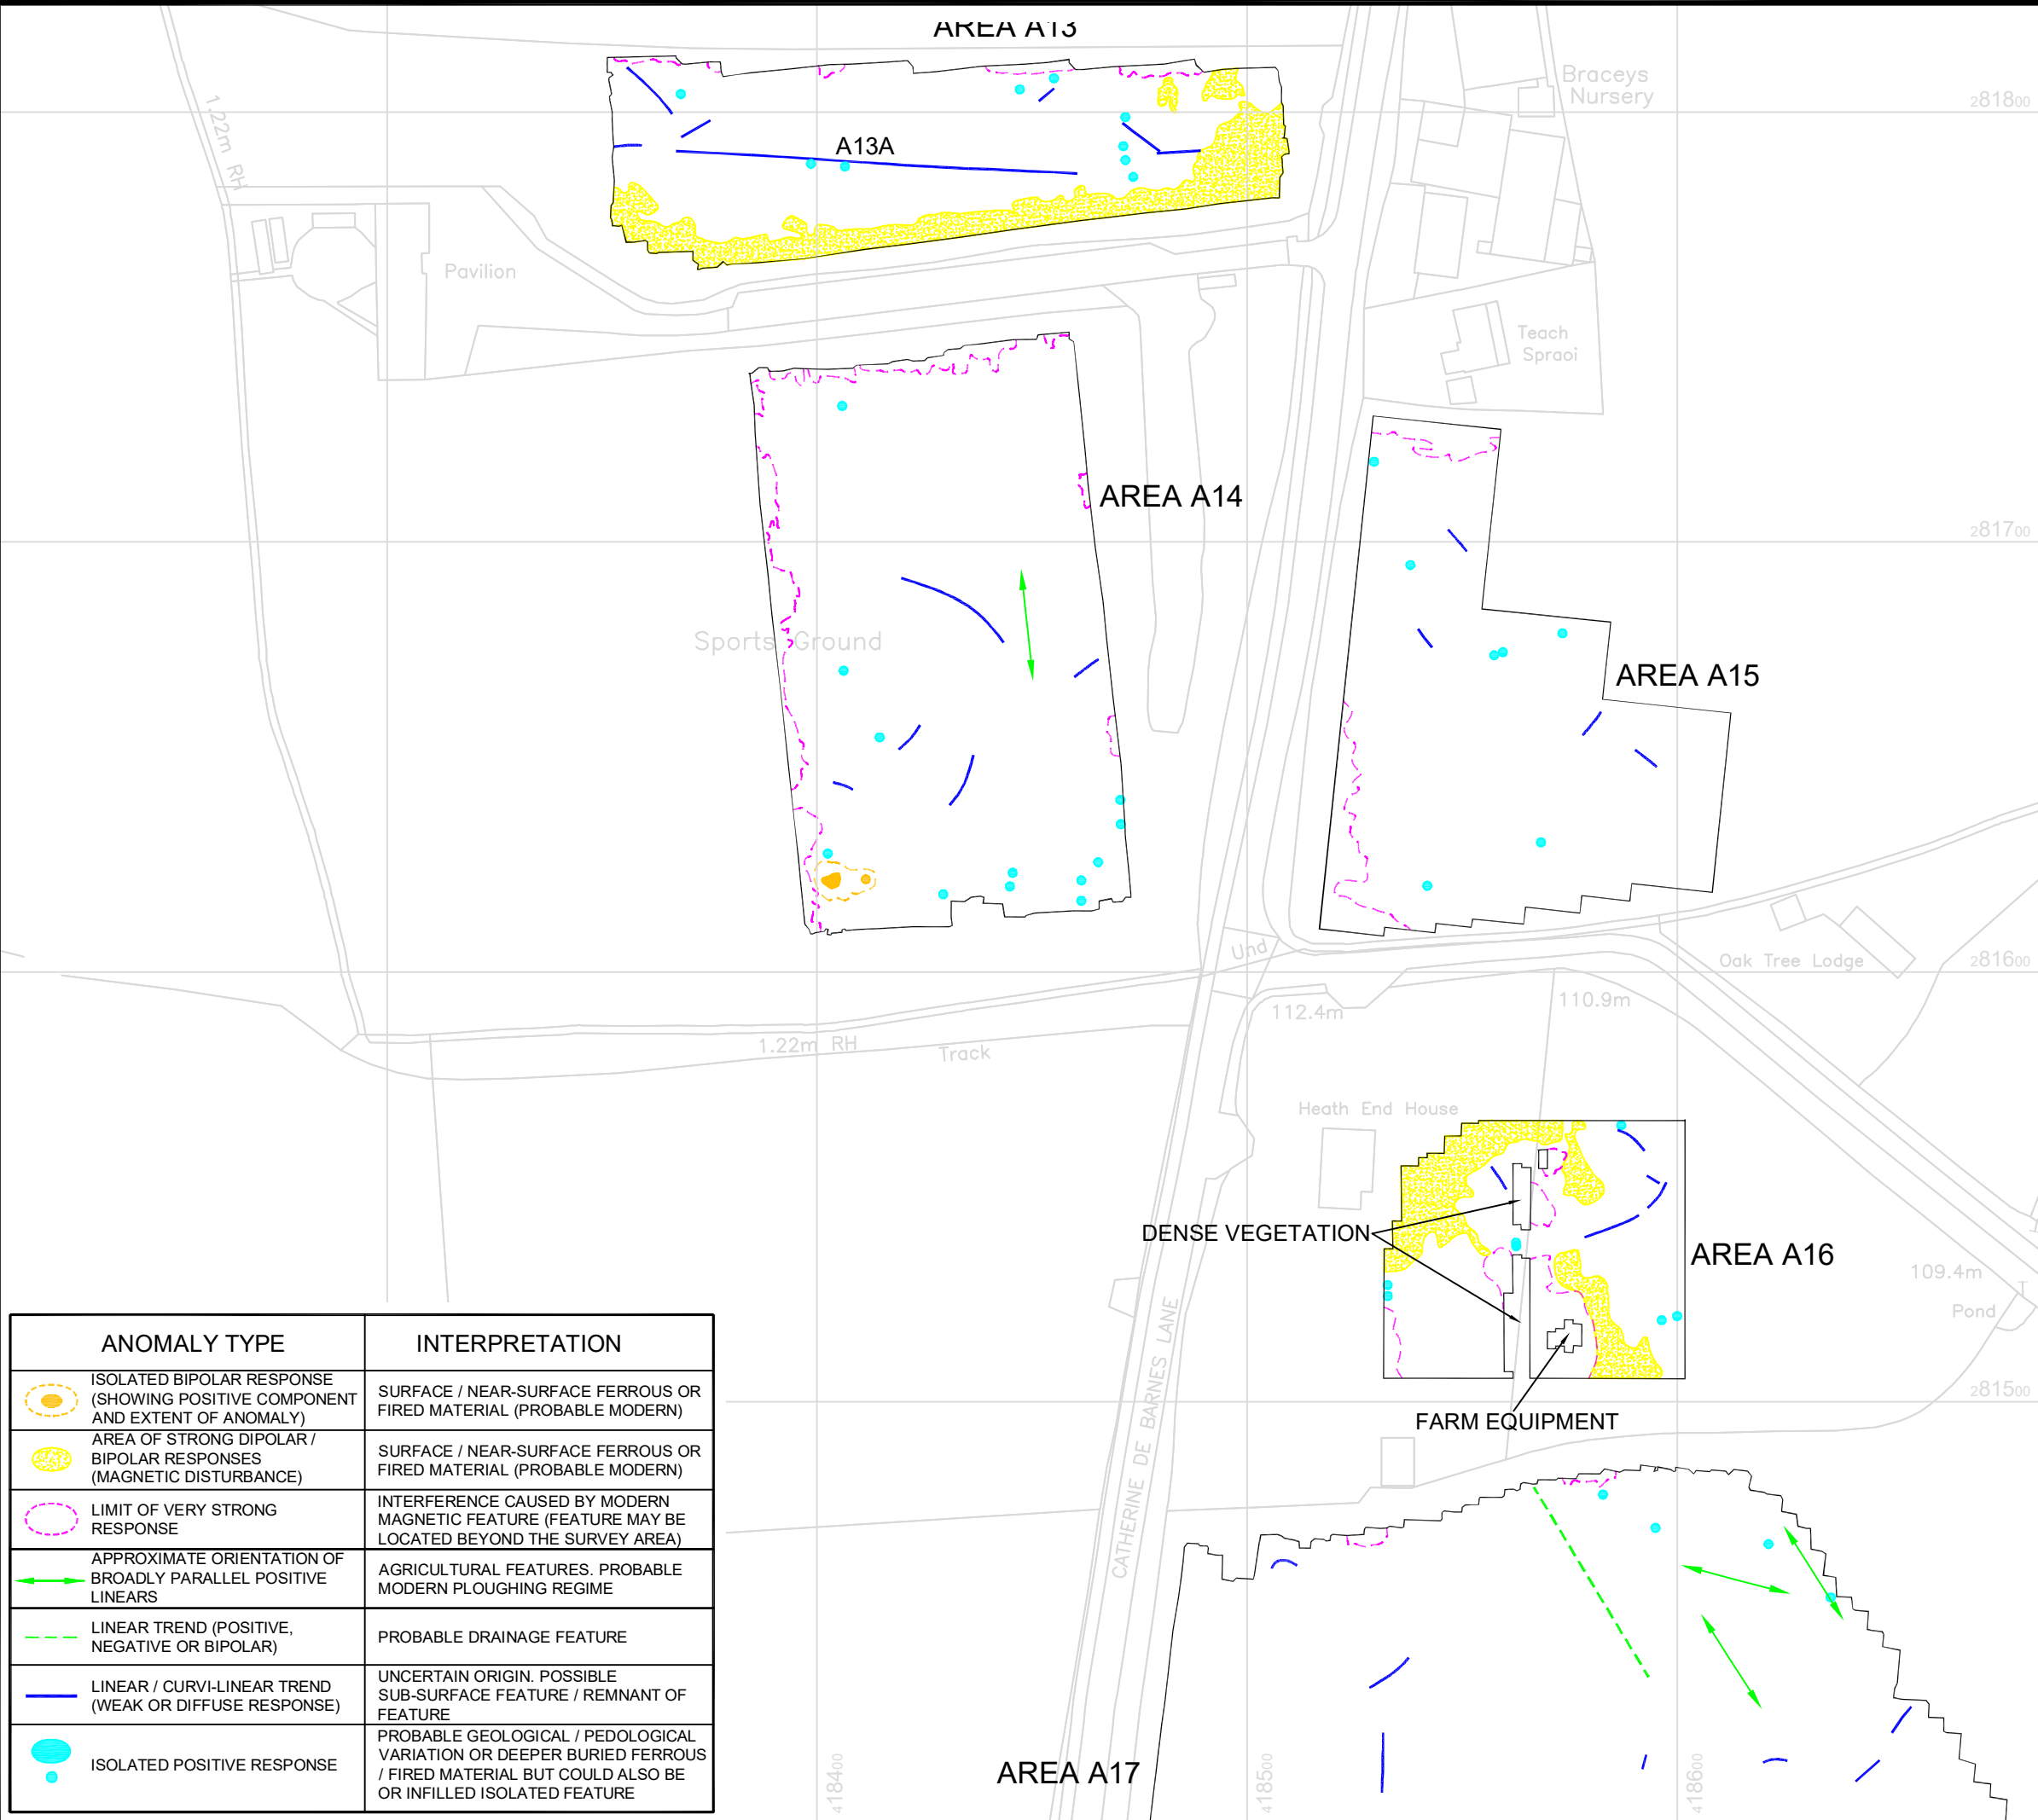 AREA A13
Braceys
Nursery
281800
1.22m RH
A13A
Pavilion
Teach
Spraoi
AREA A14
281700
Sports Ground
AREA A15
Und
Oak Tree Lodge
281600
112.4m
110.9m
1.22m RH
Track
Heath End House
DENSE VEGETATION
AREA A16
109.4m
Pond
T
CATHERINE DE BARNES LANE
281500
FARM EQUIPMENT
ANOMALY TYPE
INTERPRETATION
ISOLATED BIPOLAR RESPONSE
(SHOWING POSITIVE COMPONENT
AND EXTENT OF ANOMALY)
SURFACE / NEAR-SURFACE FERROUS OR
FIRED MATERIAL (PROBABLE MODERN)
AREA OF STRONG DIPOLAR /
BIPOLAR RESPONSES
(MAGNETIC DISTURBANCE)
SURFACE / NEAR-SURFACE FERROUS OR
FIRED MATERIAL (PROBABLE MODERN)
LIMIT OF VERY STRONG
RESPONSE
INTERFERENCE CAUSED BY MODERN
MAGNETIC FEATURE (FEATURE MAY BE
LOCATED BEYOND THE SURVEY AREA)
APPROXIMATE ORIENTATION OF
BROADLY PARALLEL POSITIVE
LINEARS
AGRICULTURAL FEATURES. PROBABLE
MODERN PLOUGHING REGIME
LINEAR TREND (POSITIVE,
NEGATIVE OR BIPOLAR)
PROBABLE DRAINAGE FEATURE
LINEAR / CURVI-LINEAR TREND
(WEAK OR DIFFUSE RESPONSE)
UNCERTAIN ORIGIN. POSSIBLE
SUB-SURFACE FEATURE / REMNANT OF
FEATURE
ISOLATED POSITIVE RESPONSE
PROBABLE GEOLOGICAL / PEDOLOGICAL
VARIATION OR DEEPER BURIED FERROUS
/ FIRED MATERIAL BUT COULD ALSO BE
OR INFILLED ISOLATED FEATURE
AREA A17
418400
418500
418600